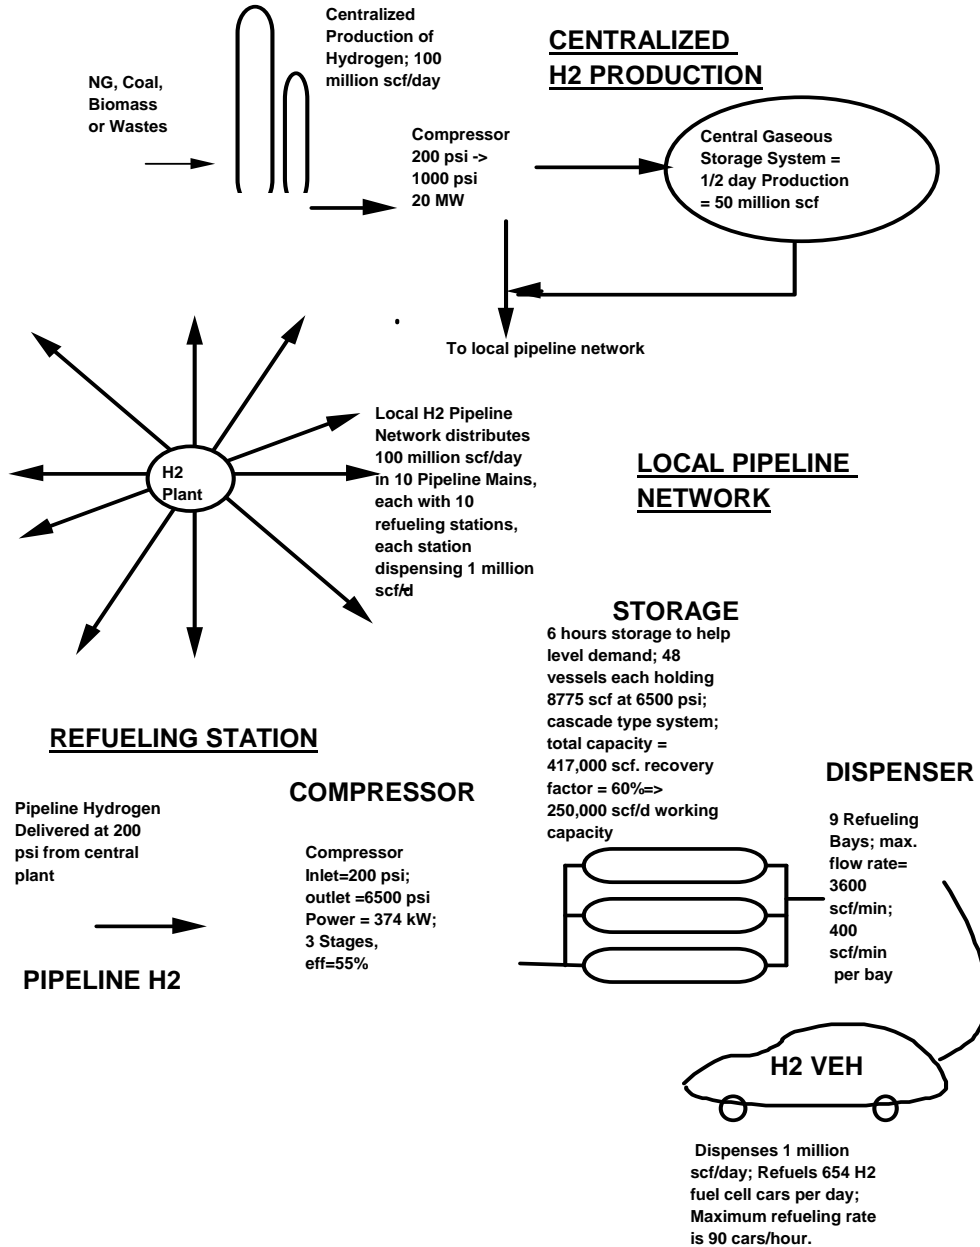 Centralized
Production of
Hydrogen; 100
million scf/day
CENTRALIZED
H2 PRODUCTION
NG, Coal,
Biomass
or Wastes
Compressor
200 psi ->
1000 psi
20 MW
Central Gaseous
Storage System =
1/2 day Production
= 50 million scf
To local pipeline network
H2
Plant
Local H2 Pipeline
Network distributes
100 million scf/day
in 10 Pipeline Mains,
each with 10
refueling stations,
each station
dispensing 1 million
scf/d
LOCAL PIPELINE
NETWORK
STORAGE
6 hours storage to help
level demand; 48
vessels each holding
8775 scf at 6500 psi;
cascade type system;
total capacity =
417,000 scf. recovery
factor = 60%=>
250,000 scf/d working
capacity
REFUELING STATION
Pipeline Hydrogen
Delivered at 200
psi from central
plant
PIPELINE H2
COMPRESSOR
Compressor
Inlet=200 psi;
outlet =6500 psi
Power = 374 kW;
3 Stages,
eff=55%
DISPENSER
9 Refueling
Bays; max.
flow rate=
3600
scf/min;
400
scf/min
per bay
H2 VEH
Dispenses 1 million
scf/day; Refuels 654 H2
fuel cell cars per day;
Maximum refueling rate
is 90 cars/hour.